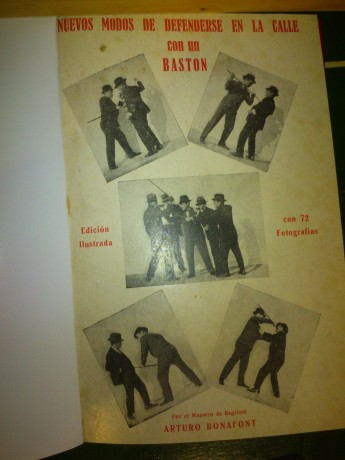 NUEVOS MODOS DE DEFENDERSE EN LA CALLE
con un
BASTON
Edición
Ilustrada
con 72
Fotografías
Por el Maestro de Esgrima
ARTURO BONAFONT